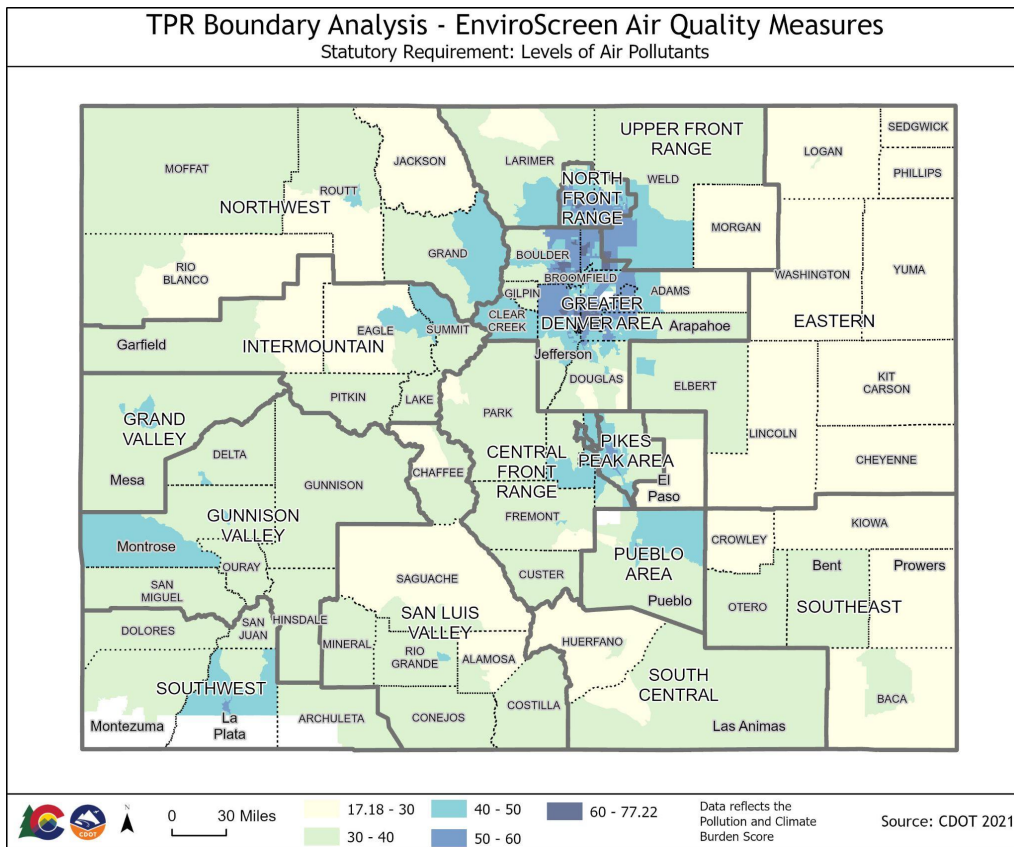 TPR Boundary Analysis - EnviroScreen Air Quality Measures
Statutory Requirement: Levels of Air Pollutants
MOFFAT
ROUTT
JACKSON
LARIMER
UPPER FRONT
RANGE
WELD
LOGAN
SEDGWICK
PHILLIPS
NORTHWEST
NORTH
FRONT
RANGE
MORGAN
RIO
BLANCO
GRAND
BOULDER
BROOMFIELD
GILPIN
ADAMS
WASHINGTON
YUMA
GREATER
DENVER AREA
CLEAR
CREEK
Arapahoe
EASTERN
Garfield
INTERMOUNTAIN
EAGLE
SUMMIT
Jefferson
DOUGLAS
ELBERT
KIT
CARSON
PITKIN
LAKE
PARK
GRAND
VALLEY
Mesa
DELTA
GUNNISON
CHAFFEE
CENTRAL
FRONT
RANGE
PIKES
PEAK AREA
El
Paso
LINCOLN
CHEYENNE
GUNNISON
VALLEY
Montrose
OURAY
FREMONT
KIOWA
CROWLEY
PUEBLO
AREA
Pueblo
Bent
Prowers
SAN
MIGUEL
SAGUACHE
CUSTER
OTERO
SOUTHEAST
DOLORES
SAN
JUAN
HINSDALE
MINERAL
SAN LUIS
VALLEY
RIO
GRANDE
ALAMOSA
HUERFANO
SOUTH
CENTRAL
SOUTHWEST
BACA
Montezuma
La
Plata
ARCHULETA
CONEJOS
COSTILLA
Las Animas
CDOT
N
0 30 Miles
17.18 - 30
30 - 40
40 - 50
50 - 60
60 - 77.22
Data reflects the
Pollution and Climate
Burden Score
Source: CDOT 2021